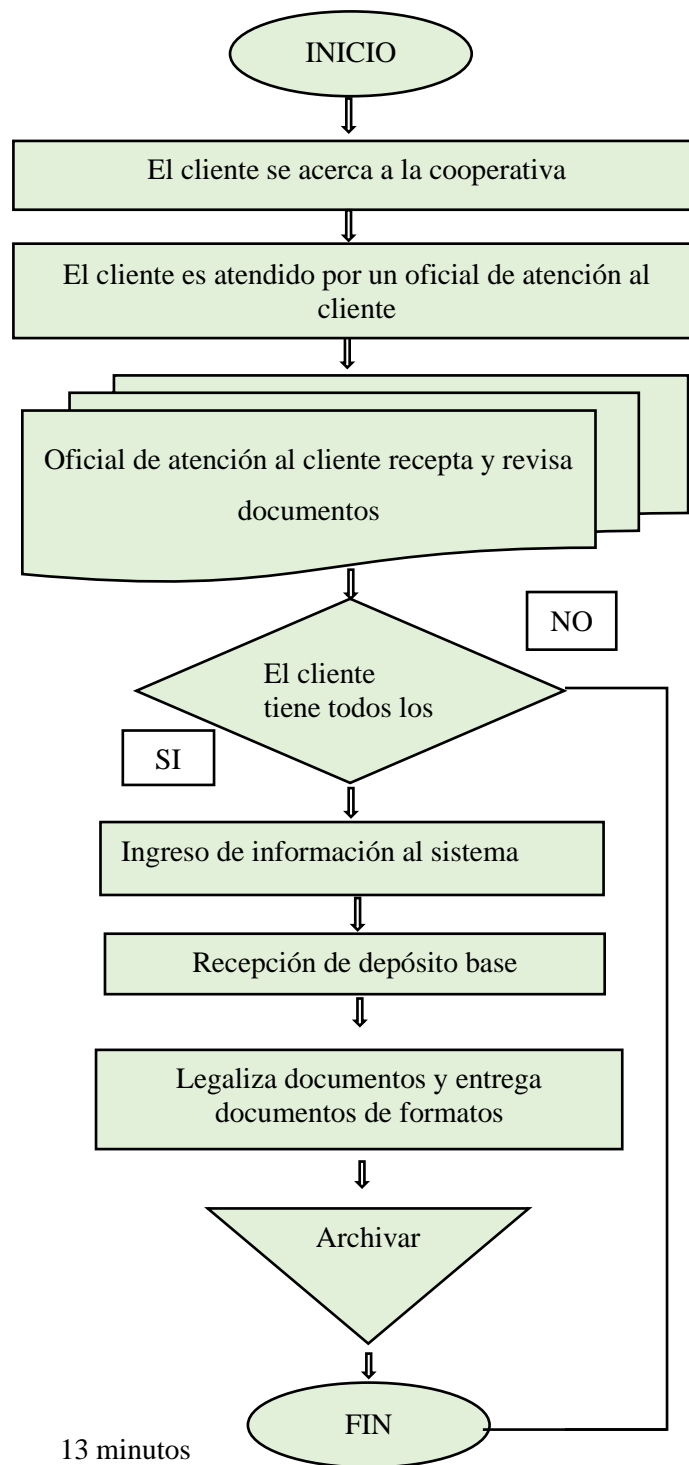 INICIO
El cliente se acerca a la cooperativa
El cliente es atendido por un oficial de atención al
cliente
Oficial de atención al cliente recepta y revisa
documentos
NO
El cliente
tiene todos los
SI
Ingreso de información al sistema
Recepción de depósito base
Legaliza documentos y entrega
documentos de formatos
Archivar
FIN
13 minutos